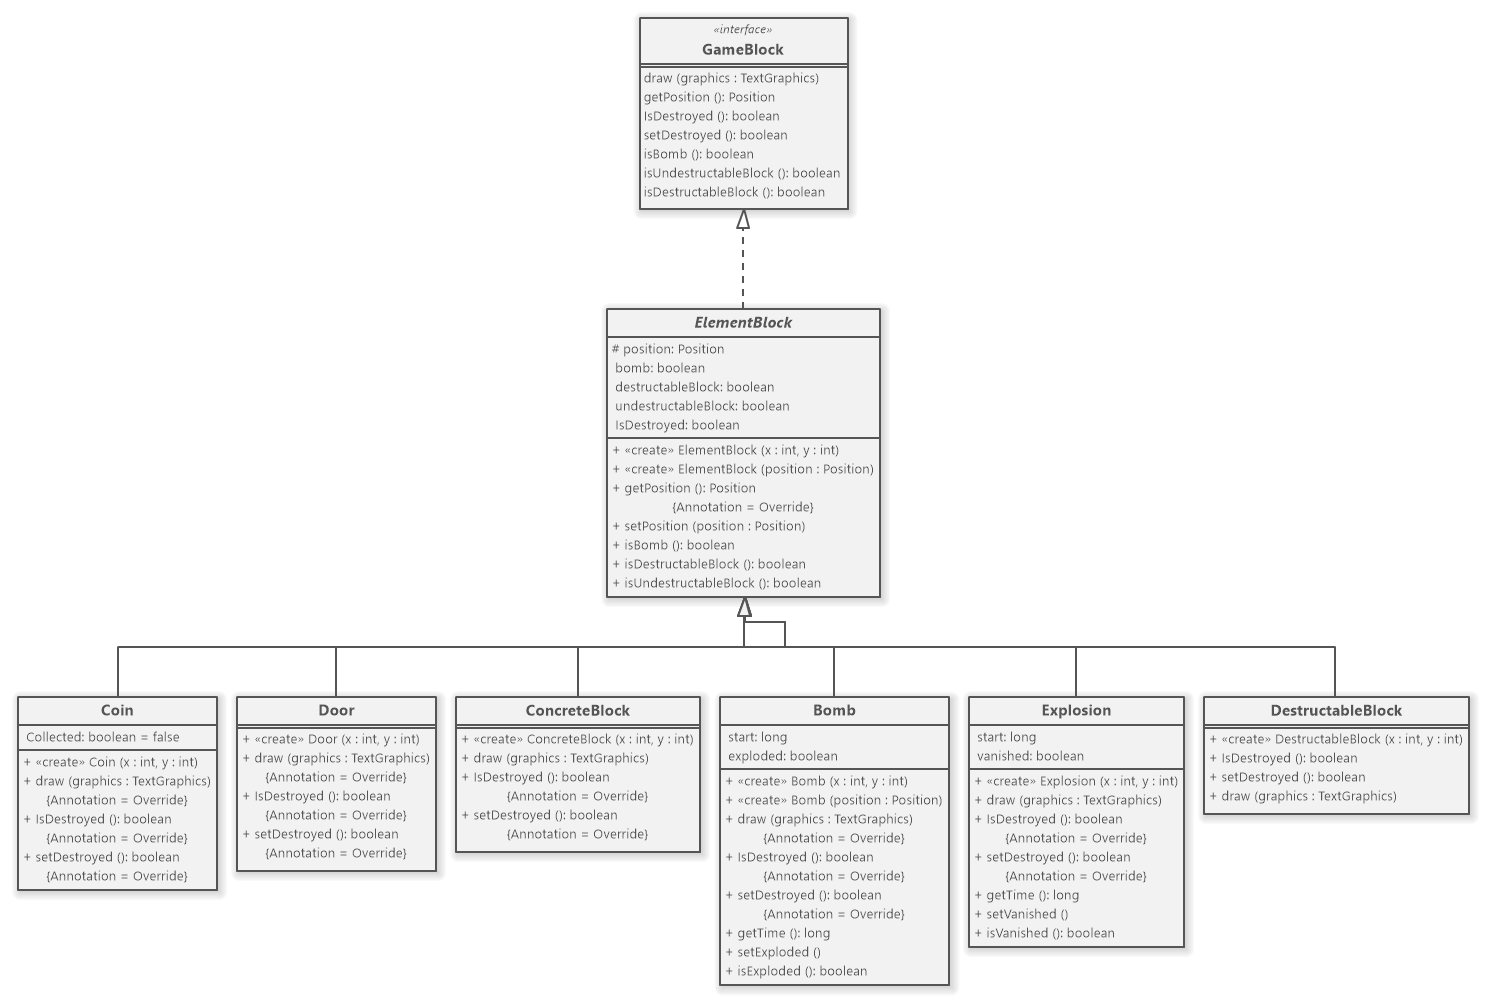 «interface»
GameBlock
draw (graphics : TextGraphics)
getPosition (): Position
IsDestroyed (): boolean
setDestroyed (): boolean
isBomb (): boolean
isUndestructableBlock (): boolean
isDestructableBlock (): boolean
ElementBlock
# position: Position
bomb: boolean
destructableBlock: boolean
undestructableBlock: boolean
IsDestroyed: boolean
+ «create» ElementBlock (x : int, y : int)
+ «create» ElementBlock (position : Position)
+ getPosition (): Position
{Annotation = Override}
+ setPosition (position : Position)
+ isBomb (): boolean
+ isDestructableBlock (): boolean
+ isUndestructableBlock (): boolean
Coin
Collected: boolean = false
+ «create» Coin (x : int, y : int)
+ draw (graphics : TextGraphics)
{Annotation = Override}
+ IsDestroyed (): boolean
{Annotation = Override}
+ setDestroyed (): boolean
{Annotation = Override}
Door
+ «create» Door (x : int, y : int)
+ draw (graphics : TextGraphics)
{Annotation = Override}
+ IsDestroyed (): boolean
{Annotation = Override}
+ setDestroyed (): boolean
{Annotation = Override}
ConcreteBlock
+ «create» ConcreteBlock (x : int, y : int)
+ draw (graphics : TextGraphics)
+ IsDestroyed (): boolean
{Annotation = Override}
+ setDestroyed (): boolean
{Annotation = Override}
Bomb
start: long
exploded: boolean
+ «create» Bomb (x : int, y : int)
+ «create» Bomb (position : Position)
+ draw (graphics : TextGraphics)
{Annotation = Override}
+ IsDestroyed (): boolean
{Annotation = Override}
+ setDestroyed (): boolean
{Annotation = Override}
+ getTime (): long
+ setExploded ()
+ isExploded (): boolean
Explosion
start: long
vanished: boolean
+ «create» Explosion (x : int, y : int)
+ draw (graphics : TextGraphics)
+ IsDestroyed (): boolean
{Annotation = Override}
+ setDestroyed (): boolean
{Annotation = Override}
+ getTime (): long
+ setVanished ()
+ isVanished (): boolean
DestructableBlock
+ «create» DestructableBlock (x : int, y : int)
+ IsDestroyed (): boolean
+ setDestroyed (): boolean
+ draw (graphics : TextGraphics)